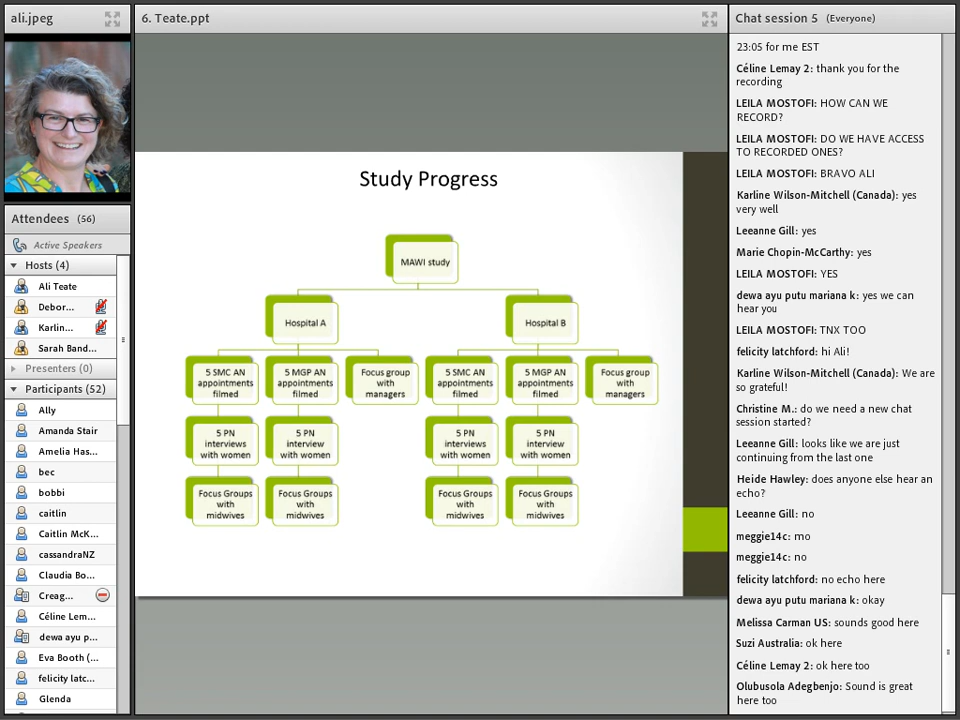 ali.jpeg
Attendees (56)
Active Speakers
Hosts (4)
Ali Teate
Debor...
Karlin...
Sarah Band...
Presenters (0)
Participants (52)
Ally
Amanda Stair
Amelia Has...
bec
bobbi
caitlin
Caitlin McK...
cassandraNZ
Claudia Bo...
Creag...
Céline Lem...
dewa ayu p...
Eva Booth (...
felicity latc...
Glenda
6. Teate.ppt
Study Progress
MAWI study
Hospital A
Hospital B
5 SMC AN
appointments
filmed
5 MGP AN
appointments
filmed
Focus group
with
managers
5 SMC AN
appointments
filmed
5 MGP AN
appointments
filmed
Focus group
with
managers
5 PN
interviews
with women
5 PN
interview
with women
5 PN
interviews
with women
5 PN
interview
with women
Focus Groups
with
midwives
Focus Groups
with
midwives
Focus Groups
with
midwives
Focus Groups
with
midwives
Chat session 5 (Everyone)
23:05 for me EST
Céline Lemay 2: thank you for the
recording
LEILA MOSTOFI: HOW CAN WE
RECORD?
LEILA MOSTOFI: DO WE HAVE ACCESS
TO RECORDED ONES?
LEILA MOSTOFI: BRAVO ALI
Karline Wilson-Mitchell (Canada): yes
very well
Leeanne Gill: yes
Marie Chopin-McCarthy: yes
LEILA MOSTOFI: YES
dewa ayu putu mariana k: yes we can
hear you
LEILA MOSTOFI: TNX TOO
felicity latchford: hi Ali!
Karline Wilson-Mitchell (Canada): We are
so grateful!
Christine M.: do we need a new chat
session started?
Leeanne Gill: looks like we are just
continuing from the last one
Heide Hawley: does anyone else hear an
echo?
Leeanne Gill: no
meggie14c: mo
meggie14c: no
felicity latchford: no echo here
dewa ayu putu mariana k: okay
Melissa Carman US: sounds good here
Suzi Australia: ok here
Céline Lemay 2: ok here too
Olubusola Adegbenjo: Sound is great
here too